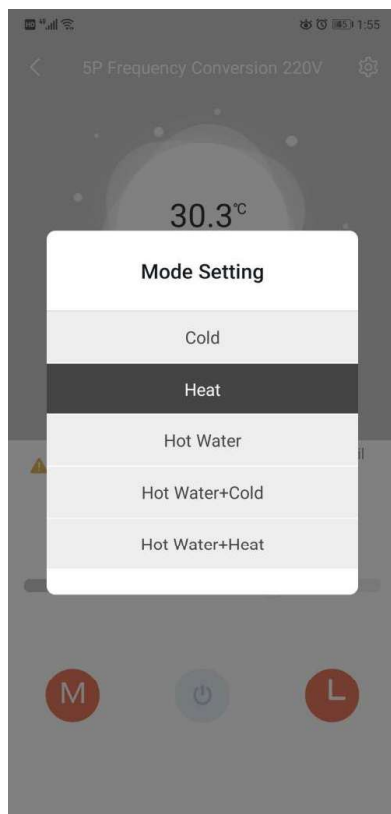 1:55
5P Frequency Conversion 220V
30.3℃
Mode Setting
Cold
Heat
Hot Water
Hot Water+Cold
Hot Water+Heat
M
L